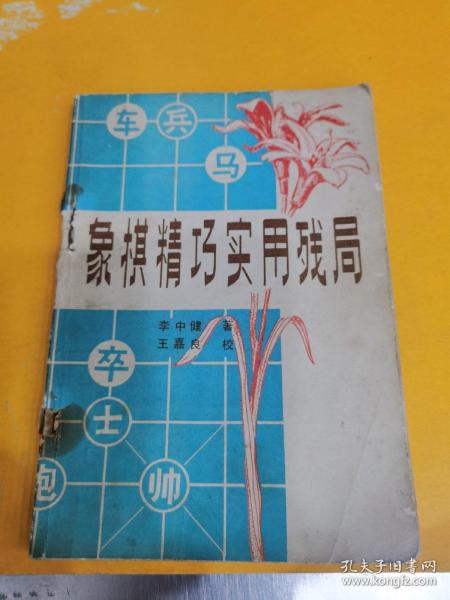 车 兵
马
象棋精巧实用残局
李中健 著
王嘉良 校
卒
士
炮 帅
孔夫子旧书网
www.kongfz.com